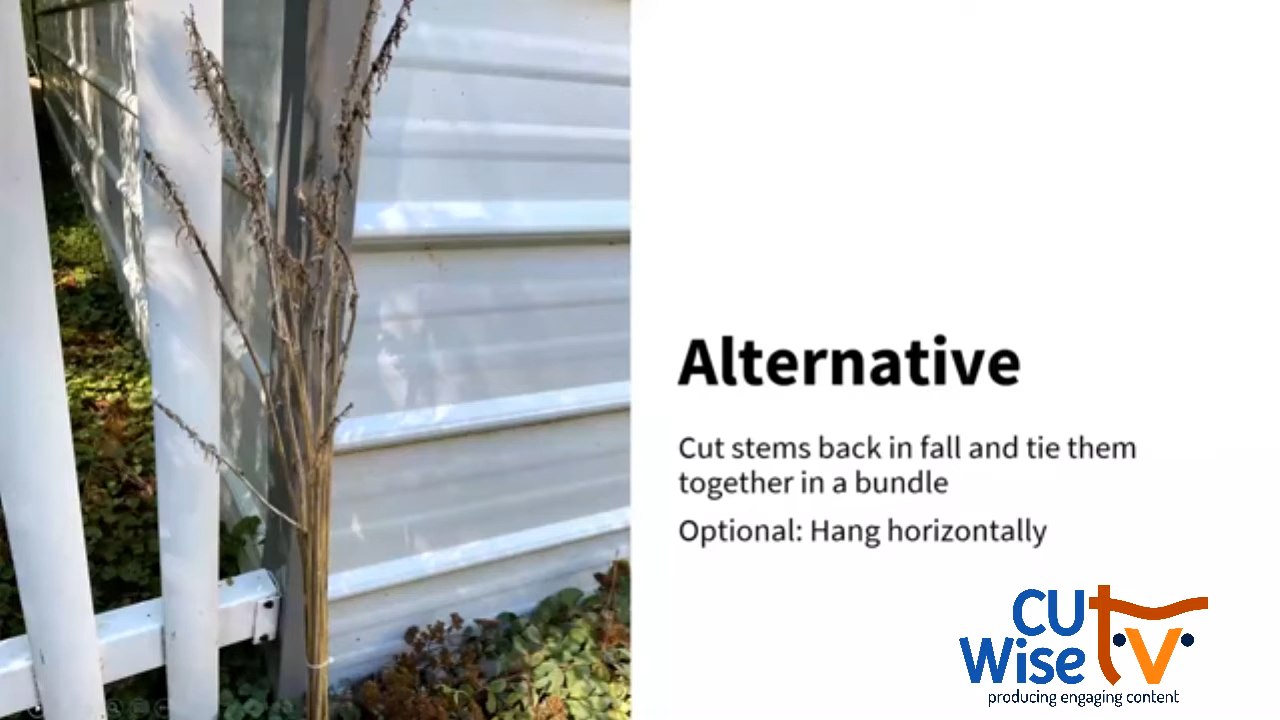 Alternative
Cut stems back in fall and tie them
together in a bundle
Optional: Hang horizontally
CU
Wise tv
producing engaging content